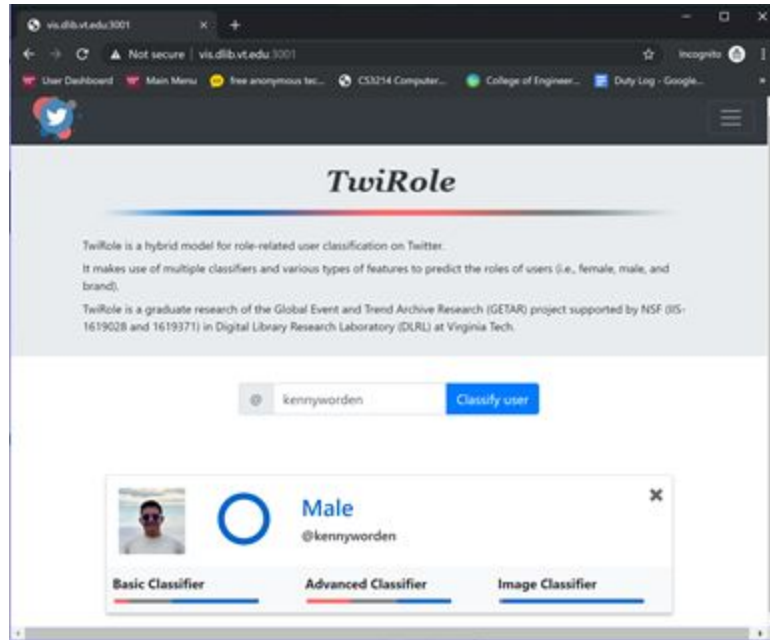 vis.dlib.vt.edu:3001
Not secure | vis.dlib.vt.edu:3001
Incognito
User Dashboard Main Menu free anonymous tec... CS3214 Computer... College of Engineer... Duty Log - Google...
TwiRole
TwiRole is a hybrid model for role-related user classification on Twitter.
It makes use of multiple classifiers and various types of features to predict the roles of users (i.e., female, male, and
brand).
TwiRole is a graduate research of the Global Event and Trend Archive Research (GETAR) project supported by NSF (IIS-
1619028 and 1619371) in Digital Library Research Laboratory (DLRL) at Virginia Tech.
@ kennyworden Classify user
Male
@kennyworden
Basic Classifier Advanced Classifier Image Classifier